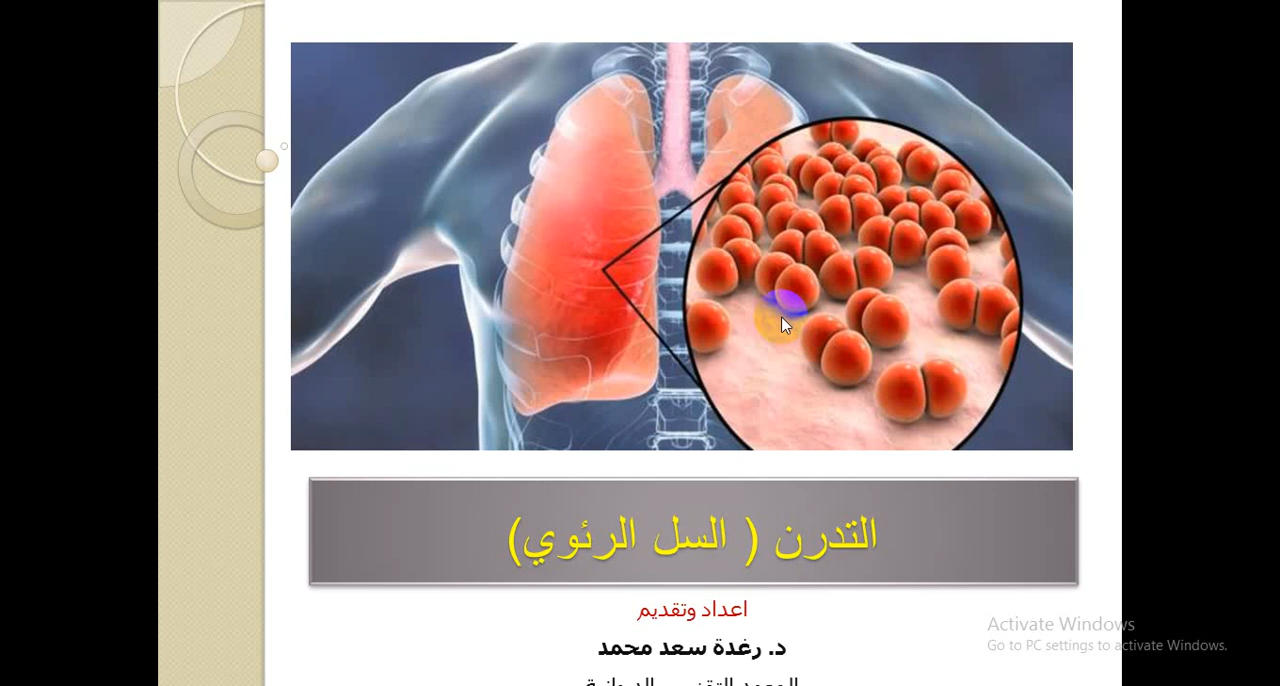 التدرن ( السل الرئوي)
اعداد وتقديم
د. رغدة سعد محمد
Activate Windows
Go to PC settings to activate Windows.